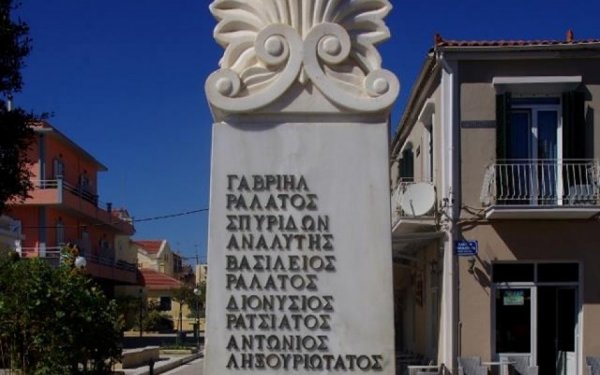 ΓΑΒΡΙΗΛ
ΡΑΛΑΤΟΣ
ΣΠΥΡΙΔΩΝ
ΑΝΑΛΥΤΗΣ
ΒΑΣΙΛΕΙΟΣ
ΡΑΛΑΤΟΣ
ΔΙΟΝΥΣΙΟΣ
ΡΑΤΣΙΑΤΟΣ
ΑΝΤΩΝΙΟΣ
ΛΗΞΟΥΡΙΩΤΑΤΟΣ